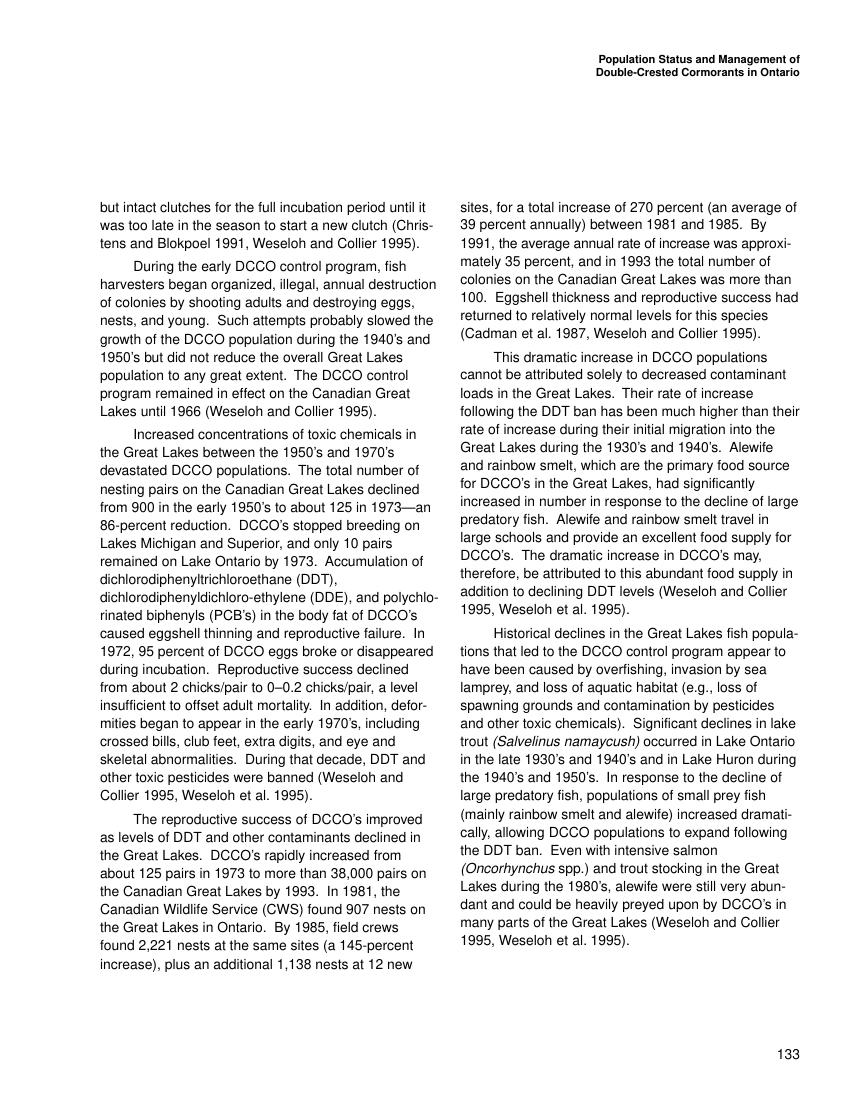 Population Status and Management of
Double-Crested Cormorants in Ontario
but intact clutches for the full incubation period until it
was too late in the season to start a new clutch (Chris-
tens and Blokpoel 1991, Weseloh and Collier 1995).
During the early DCCO control program, fish
harvesters began organized, illegal, annual destruction
of colonies by shooting adults and destroying eggs,
nests, and young.  Such attempts probably slowed the
growth of the DCCO population during the 1940's and
1950's but did not reduce the overall Great Lakes
population to any great extent.  The DCCO control
program remained in effect on the Canadian Great
Lakes until 1966 (Weseloh and Collier 1995).
Increased concentrations of toxic chemicals in
the Great Lakes between the 1950's and 1970's
devastated DCCO populations.  The total number of
nesting pairs on the Canadian Great Lakes declined
from 900 in the early 1950's to about 125 in 1973—an
86-percent reduction.  DCCO's stopped breeding on
Lakes Michigan and Superior, and only 10 pairs
remained on Lake Ontario by 1973.  Accumulation of
dichlorodiphenyltrichloroethane (DDT),
dichlorodiphenyldichloro-ethylene (DDE), and polychlo-
rinated biphenyls (PCB's) in the body fat of DCCO's
caused eggshell thinning and reproductive failure.  In
1972, 95 percent of DCCO eggs broke or disappeared
during incubation.  Reproductive success declined
from about 2 chicks/pair to 0–0.2 chicks/pair, a level
insufficient to offset adult mortality.  In addition, defor-
mities began to appear in the early 1970's, including
crossed bills, club feet, extra digits, and eye and
skeletal abnormalities.  During that decade, DDT and
other toxic pesticides were banned (Weseloh and
Collier 1995, Weseloh et al. 1995).
The reproductive success of DCCO's improved
as levels of DDT and other contaminants declined in
the Great Lakes.  DCCO's rapidly increased from
about 125 pairs in 1973 to more than 38,000 pairs on
the Canadian Great Lakes by 1993.  In 1981, the
Canadian Wildlife Service (CWS) found 907 nests on
the Great Lakes in Ontario.  By 1985, field crews
found 2,221 nests at the same sites (a 145-percent
increase), plus an additional 1,138 nests at 12 new
sites, for a total increase of 270 percent (an average of
39 percent annually) between 1981 and 1985.  By
1991, the average annual rate of increase was approxi-
mately 35 percent, and in 1993 the total number of
colonies on the Canadian Great Lakes was more than
100.  Eggshell thickness and reproductive success had
returned to relatively normal levels for this species
(Cadman et al. 1987, Weseloh and Collier 1995).
This dramatic increase in DCCO populations
cannot be attributed solely to decreased contaminant
loads in the Great Lakes.  Their rate of increase
following the DDT ban has been much higher than their
rate of increase during their initial migration into the
Great Lakes during the 1930's and 1940's.  Alewife
and rainbow smelt, which are the primary food source
for DCCO's in the Great Lakes, had significantly
increased in number in response to the decline of large
predatory fish.  Alewife and rainbow smelt travel in
large schools and provide an excellent food supply for
DCCO's.  The dramatic increase in DCCO's may,
therefore, be attributed to this abundant food supply in
addition to declining DDT levels (Weseloh and Collier
1995, Weseloh et al. 1995).
Historical declines in the Great Lakes fish popula-
tions that led to the DCCO control program appear to
have been caused by overfishing, invasion by sea
lamprey, and loss of aquatic habitat (e.g., loss of
spawning grounds and contamination by pesticides
and other toxic chemicals).  Significant declines in lake
trout (Salvelinus namaycush) occurred in Lake Ontario
in the late 1930's and 1940's and in Lake Huron during
the 1940's and 1950's.  In response to the decline of
large predatory fish, populations of small prey fish
(mainly rainbow smelt and alewife) increased dramati-
cally, allowing DCCO populations to expand following
the DDT ban.  Even with intensive salmon
(Oncorhynchus spp.) and trout stocking in the Great
Lakes during the 1980's, alewife were still very abun-
dant and could be heavily preyed upon by DCCO's in
many parts of the Great Lakes (Weseloh and Collier
1995, Weseloh et al. 1995).
133